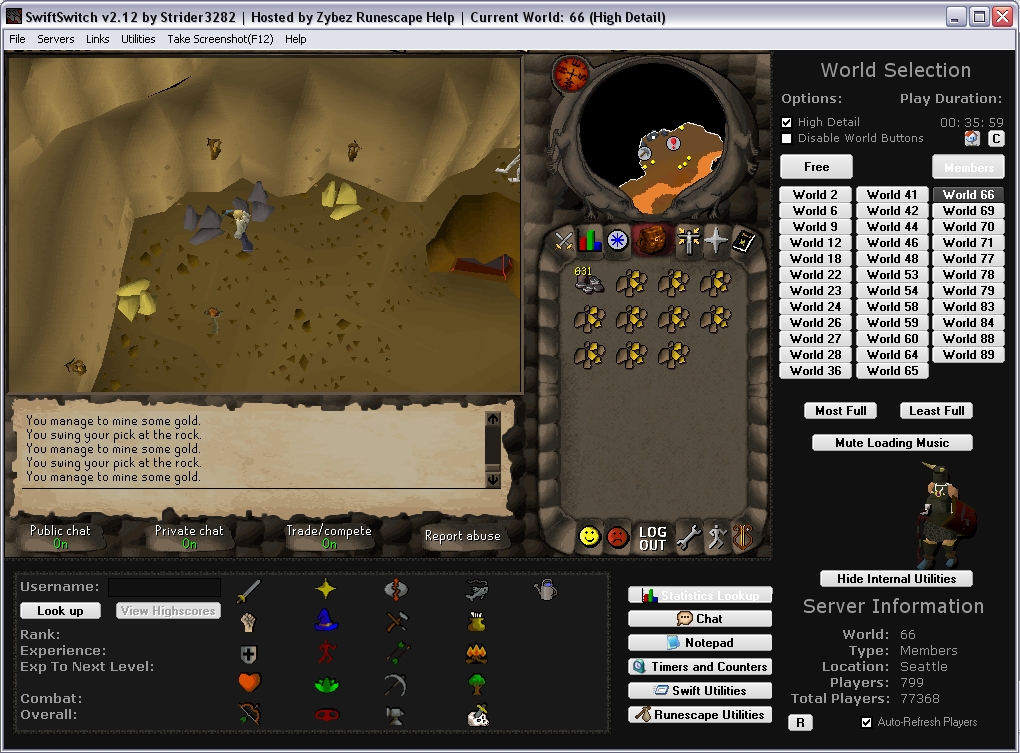 SwiftSwitch v2.12 by Strider3282 | Hosted by Zybez Runescape Help | Current World: 66 (High Detail)
File Servers Links Utilities Take Screenshot(F12) Help
World Selection
Options: Play Duration:
High Detail 00: 35: 59
Disable World Buttons C
Free Members
World 2 World 41 World 66
World 6 World 42 World 69
World 9 World 44 World 70
World 12 World 46 World 71
World 18 World 48 World 77
World 22 World 53 World 78
World 23 World 54 World 79
World 24 World 58 World 83
World 26 World 59 World 84
World 27 World 60 World 88
World 28 World 64 World 89
World 36 World 65
Most Full Least Full
Mute Loading Music
Hide Internal Utilities
831
You manage to mine some gold.
You swing your pick at the rock.
You manage to mine some gold.
You swing your pick at the rock.
You manage to mine some gold.
Public chat Private chat Trade/compete Report abuse
On On On
LOG
OUT
Username:
Look up View Highscores
Rank:
Experience:
Exp To Next Level:
Combat:
Overall:
Statistics Lookup
Chat
Notepad
Timers and Counters
Swift Utilities
Runescape Utilities
Server Information
World: 66
Type: Members
Location: Seattle
Players: 799
Total Players: 77368
R Auto-Refresh Players